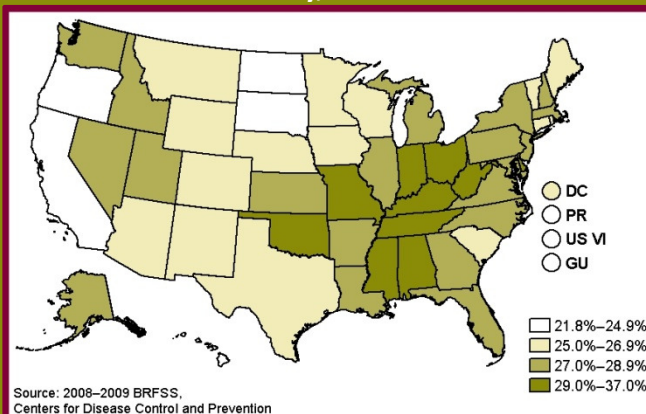 DC
PR
US VI
GU
21.8%–24.9%
25.0%–26.9%
27.0%–28.9%
29.0%–37.0%
Source: 2008–2009 BRFSS,
Centers for Disease Control and Prevention